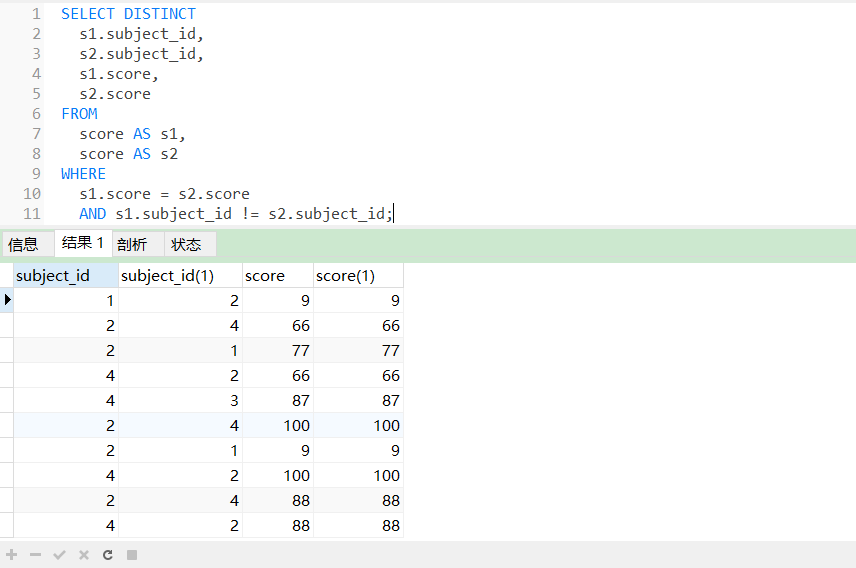 1 SELECT DISTINCT
2 s1.subject_id,
3 s2.subject_id,
4 s1.score,
5 s2.score
6 FROM
7 score AS s1,
8 score AS s2
9 WHERE
10 s1.score = s2.score
11 AND s1.subject_id != s2.subject_id;
信息 结果 1 剖析 状态
subject_id subject_id(1) score score(1)
1 2 9 9
2 4 66 66
2 1 77 77
4 2 66 66
4 3 87 87
2 4 100 100
2 1 9 9
4 2 100 100
2 4 88 88
4 2 88 88